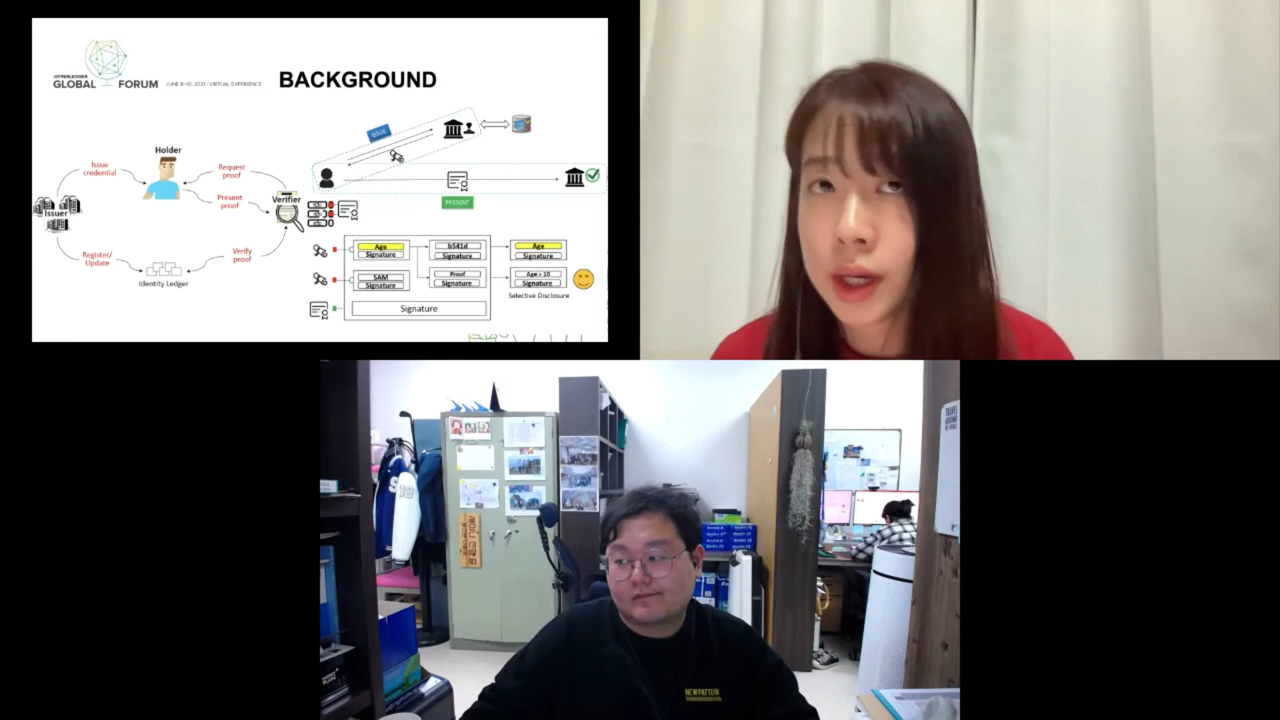 HYPERLEDGER
GLOBAL FORUM
JUNE 8-10, 2021 | VIRTUAL EXPERIENCE
BACKGROUND
Holder
Issue
credential
Request
proof
Present
proof
Issuer
Verifier
Register/
Update
Verify
proof
Identity Ledger
ISSUE
PRESENT
Age
Signature
b541d
Signature
Age
Signature
SAM
Signature
Proof
Signature
Age > 10
Signature
Selective Disclosure
Signature
18
NEWPATTEIN